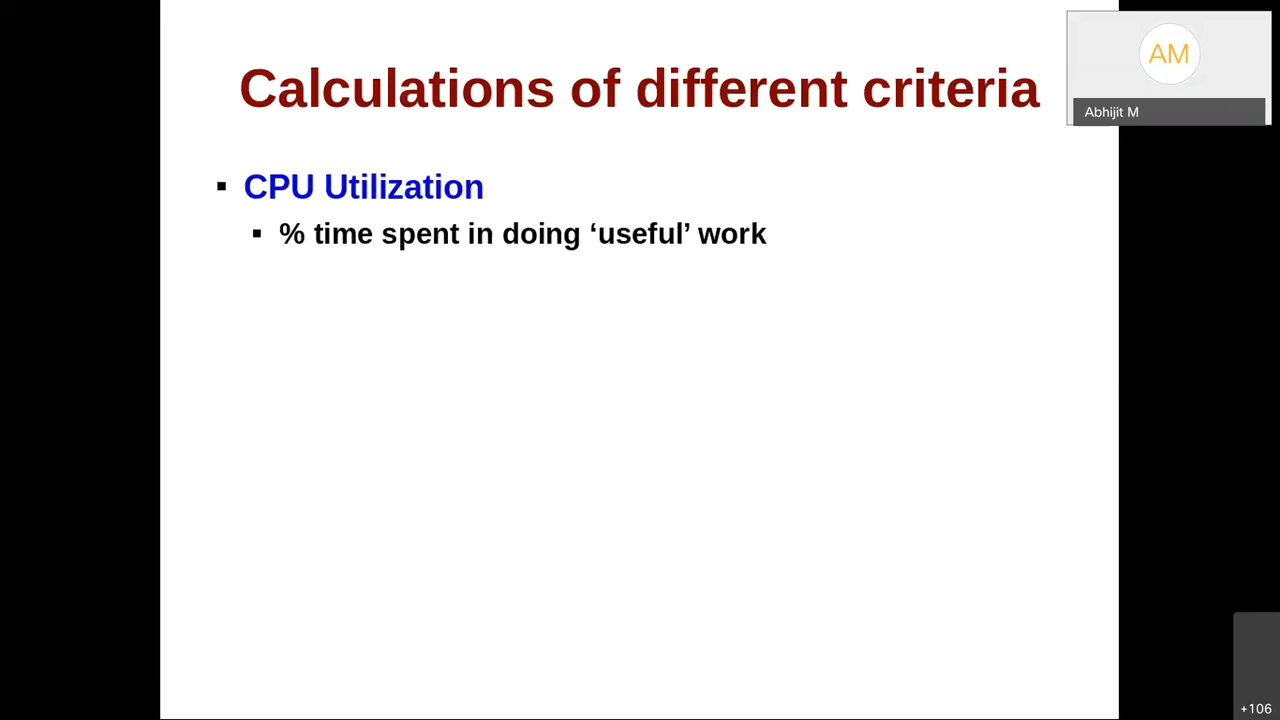 Calculations of different criteria
▪ CPU Utilization
▪ % time spent in doing ‘useful’ work
AM
Abhijit M
+106